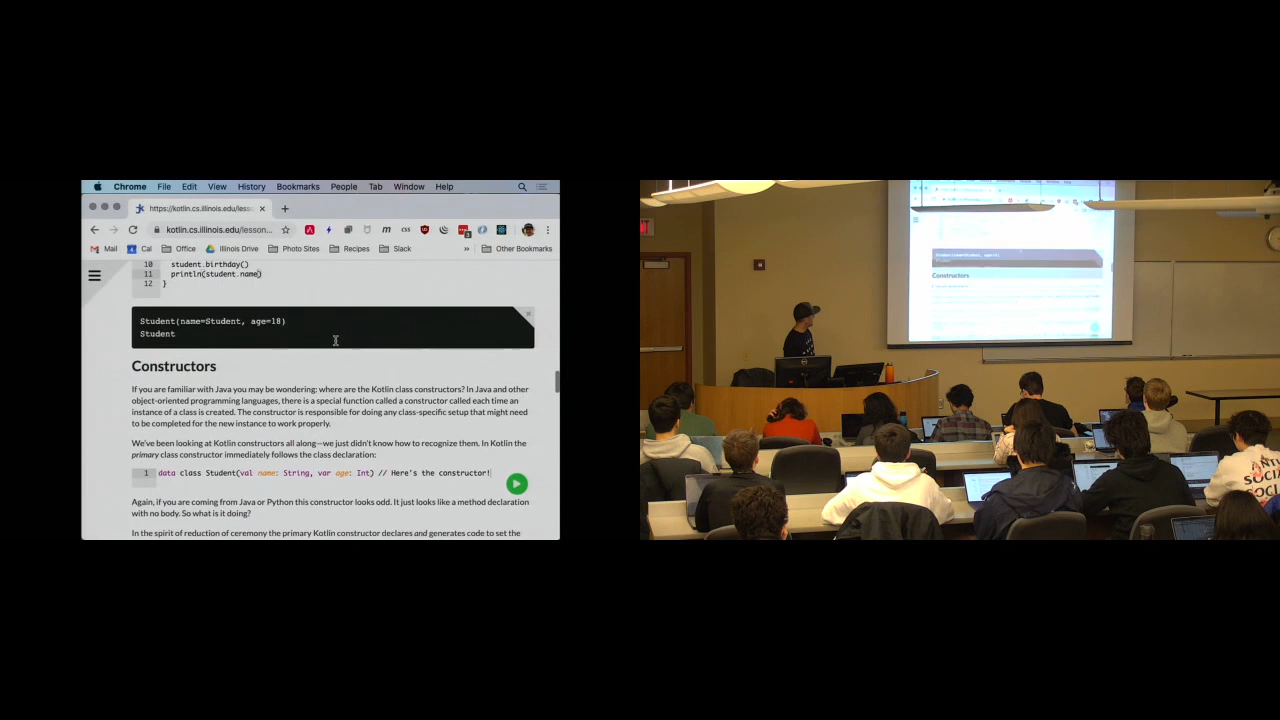 Chrome File Edit View History Bookmarks People Tab Window Help
https://kotlin.cs.illinois.edu/lesso
kotlin.cs.illinois.edu/lesson...
Mail Cal Office Illinois Drive Photo Sites Recipes Slack » Other Bookmarks
10 student.birthday()
11 println(student.name)
12 }
Student(name=Student, age=18)
Student
Constructors
If you are familiar with Java you may be wondering: where are the Kotlin class constructors? In Java and other
object-oriented programming languages, there is a special function called a constructor called each time an
instance of a class is created. The constructor is responsible for doing any class-specific setup that might need
to be completed for the new instance to work properly.
We've been looking at Kotlin constructors all along—we just didn't know how to recognize them. In Kotlin the
primary class constructor immediately follows the class declaration:
1 data class Student(val name: String, var age: Int) // Here's the constructor!
Again, if you are coming from Java or Python this constructor looks odd. It just looks like a method declaration
with no body. So what is it doing?
In the spirit of reduction of ceremony the primary Kotlin constructor declares and generates code to set the
Constructors
ANTI
SOCIAL
SOCIAL